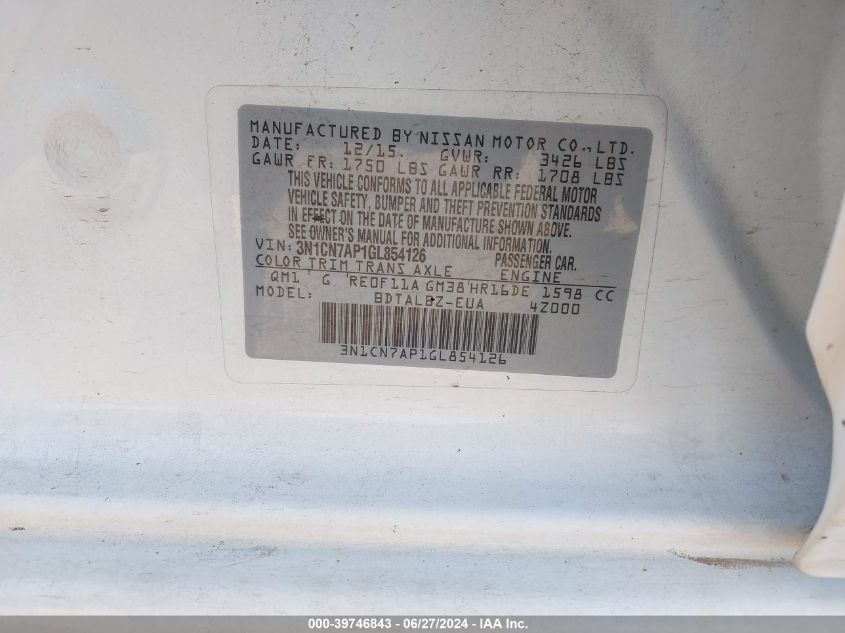 MANUFACTURED BY NISSAN MOTOR CO.,LTD.
DATE: 12/15. GVWR: 3426 LBS
GAWR FR: 1750 LBS GAWR RR: 1708 LBS
THIS VEHICLE CONFORMS TO ALL APPLICABLE FEDERAL MOTOR
VEHICLE SAFETY, BUMPER AND THEFT PREVENTION STANDARDS
IN EFFECT ON THE DATE OF MANUFACTURE SHOWN ABOVE.
SEE OWNER'S MANUAL FOR ADDITIONAL INFORMATION.
VIN: 3N1CN7AP1GL854126 PASSENGER CAR.
COLOR TRIM TRANS AXLE ENGINE
QM1 G RE0F11A GM38 HR16DE 1598 CC
MODEL: BDTALBZ-EUA 4Z000
3N1CN7AP1GL854126
000-39746843 / 06/27/2024 - IAA Inc.